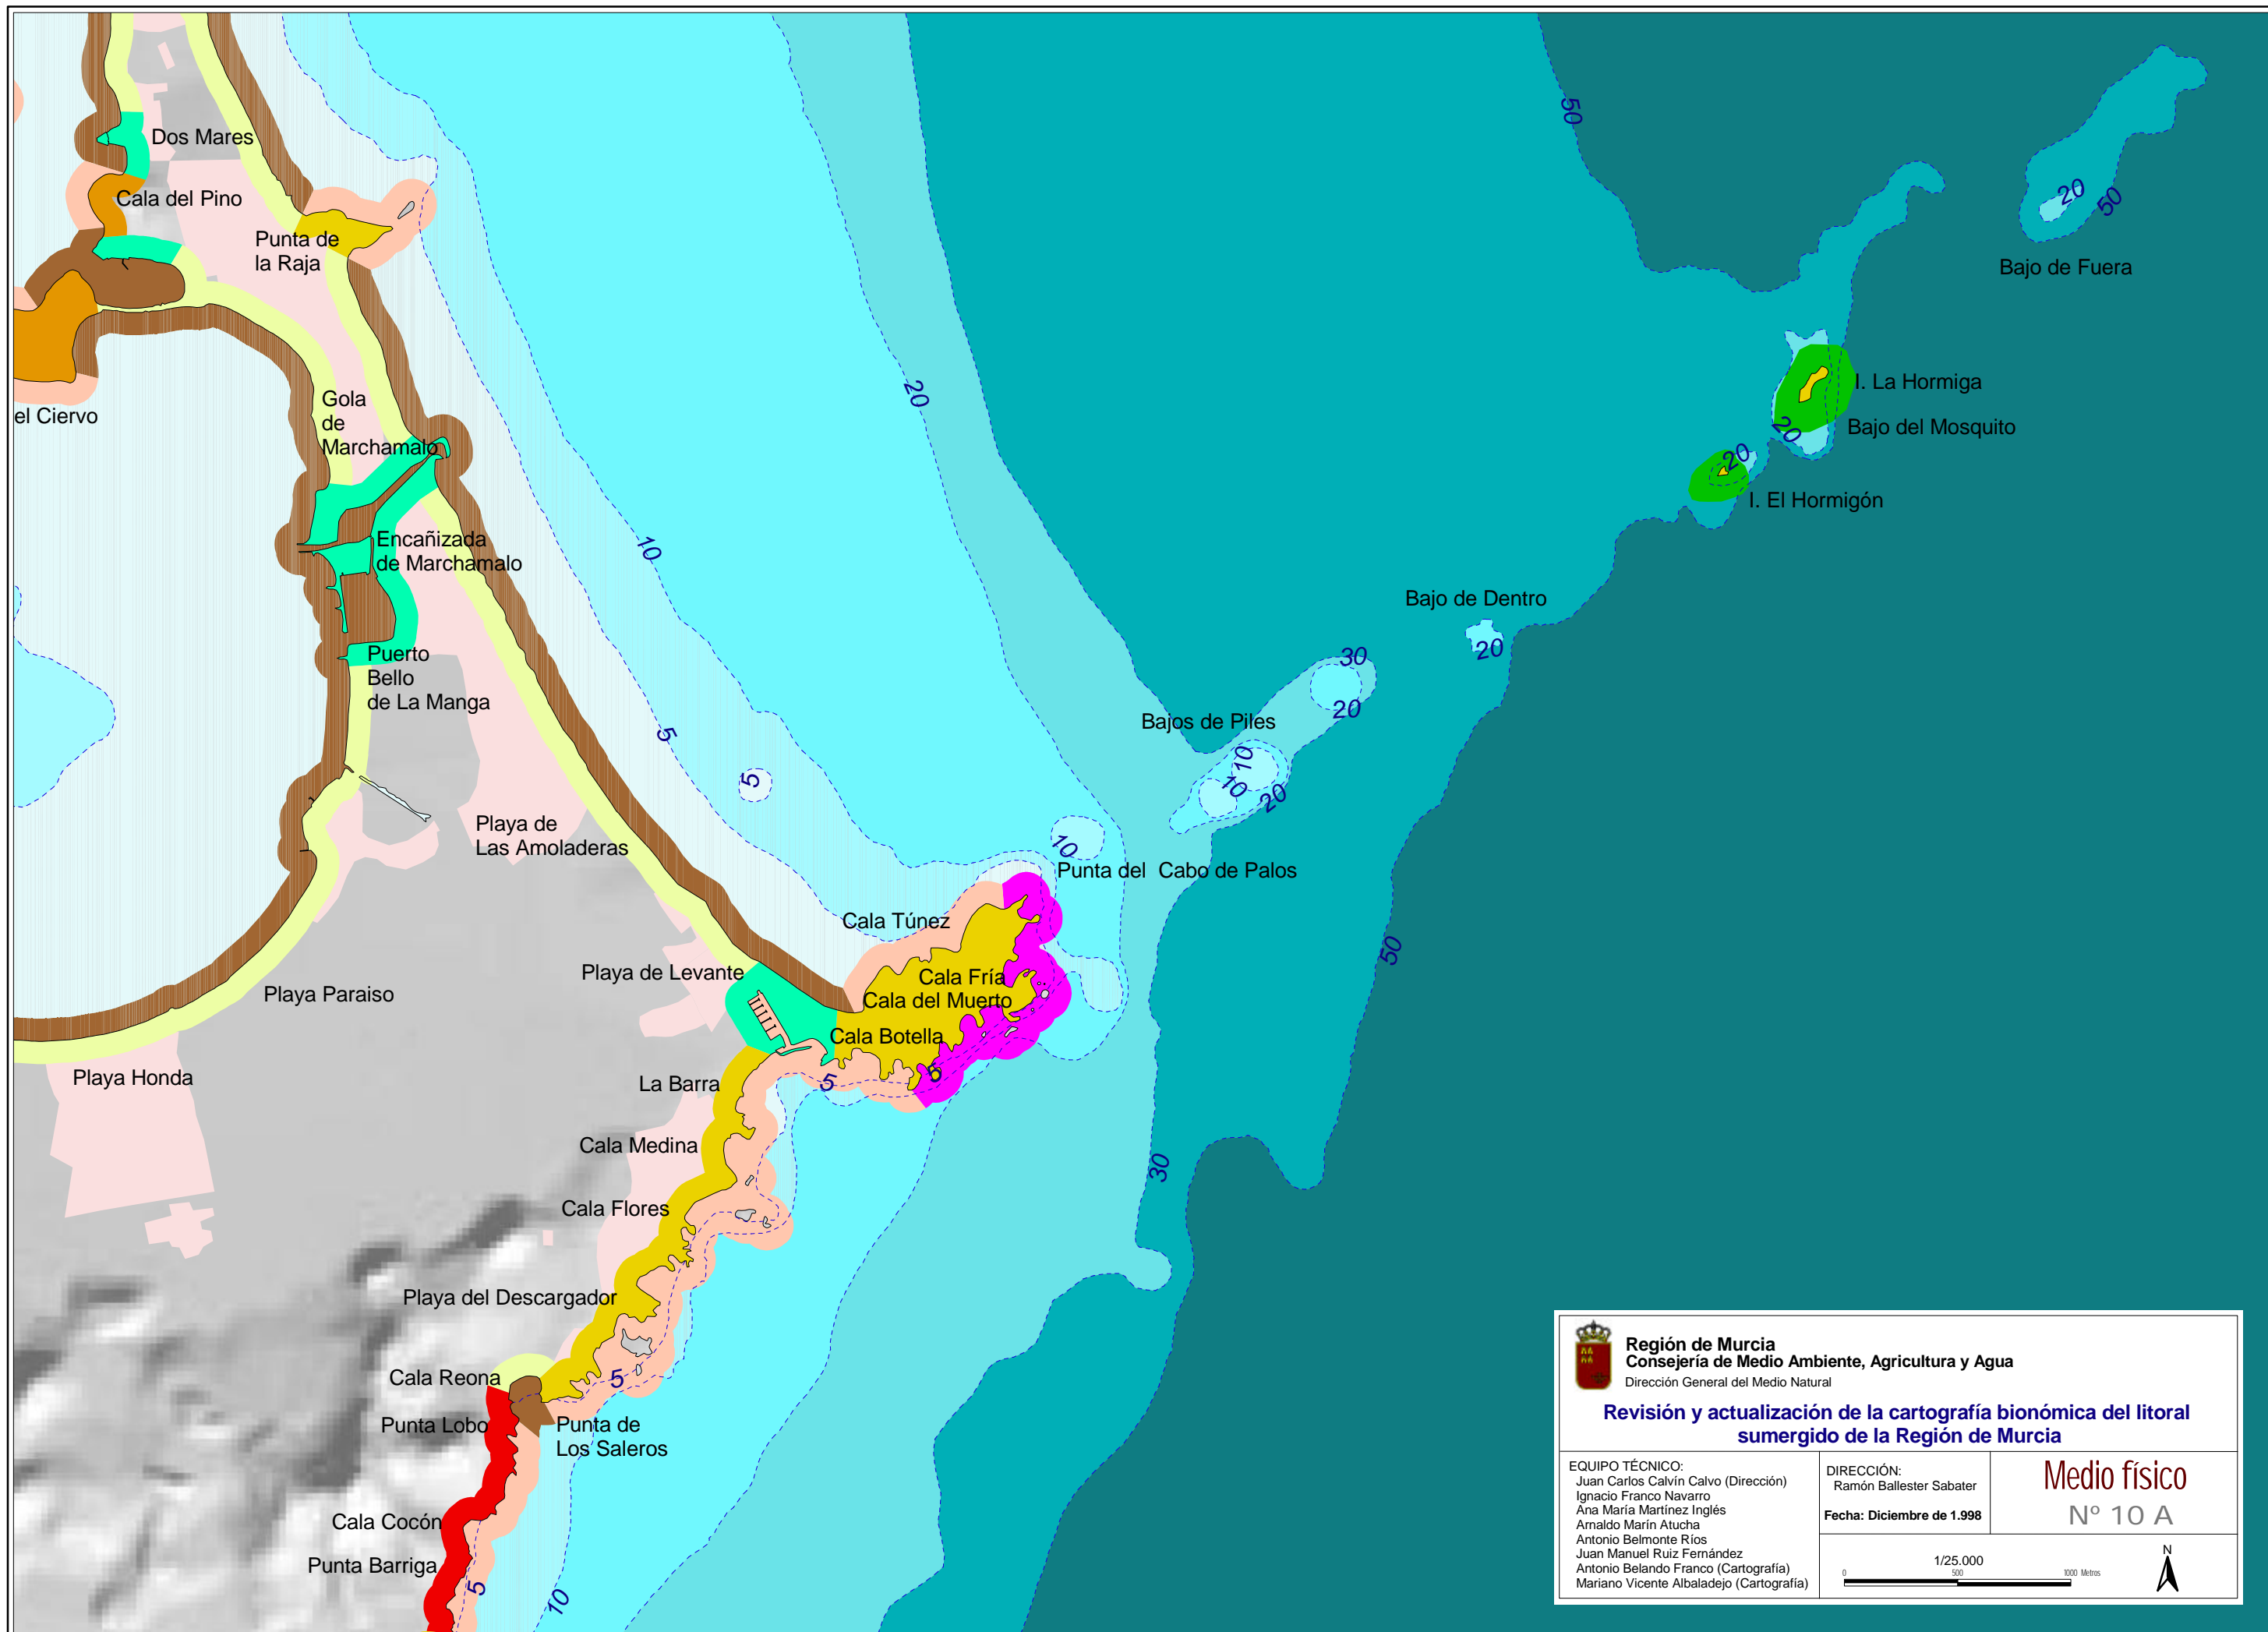 50
Dos Mares
Cala del Pino
20
50
Punta de
la Raja
Bajo de Fuera
Gola
de
Marchamalo
20
I. La Hormiga
el Ciervo
20
Bajo del Mosquito
20
I. El Hormigón
10
Encañizada
de Marchamalo
Bajo de Dentro
20
Puerto
Bello
de La Manga
30
20
Bajos de Piles
5
5
10
10
20
Playa de
Las Amoladeras
10
Punta del Cabo de Palos
Cala Túnez
50
Playa de Levante
Cala Fría
Cala del Muerto
Playa Paraiso
Cala Botella
Playa Honda
La Barra
5
5
Cala Medina
30
Cala Flores
Playa del Descargador
Cala Reona
5
Punta Lobo
Punta de
Los Saleros
Cala Cocón
Punta Barriga
5
10
Región de Murcia
Consejería de Medio Ambiente, Agricultura y Agua
Dirección General del Medio Natural
Revisión y actualización de la cartografía bionómica del litoral
sumergido de la Región de Murcia
EQUIPO TÉCNICO:
Juan Carlos Calvín Calvo (Dirección)
Ignacio Franco Navarro
Ana María Martínez Inglés
Arnaldo Marín Atucha
Antonio Belmonte Ríos
Juan Manuel Ruiz Fernández
Antonio Belando Franco (Cartografía)
Mariano Vicente Albaladejo (Cartografía)
DIRECCIÓN:
Ramón Ballester Sabater
Fecha: Diciembre de 1.998
Medio físico
Nº 10 A
1/25.000
0 500 1000 Metros
N